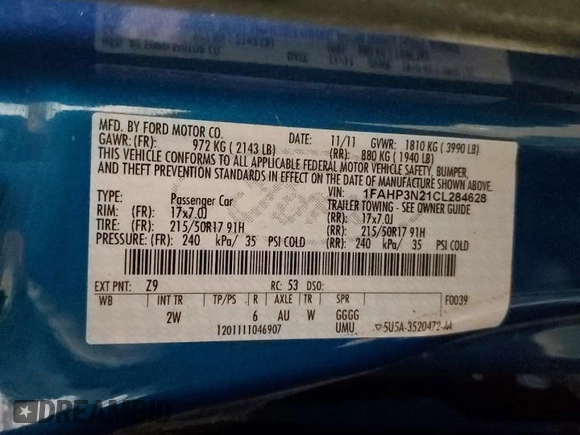 MFD. BY FORD MOTOR CO.
DATE: 11/11 GVWR: 1810 KG ( 3990 LB)
GAWR: (FR): 972 KG ( 2143 LB) (RR): 880 KG ( 1940 LB)
THIS VEHICLE CONFORMS TO ALL APPLICABLE FEDERAL MOTOR VEHICLE SAFETY, BUMPER,
AND THEFT PREVENTION STANDARDS IN EFFECT ON THE DATE OF MANUFACTURE SHOWN ABOVE.
VIN: 1FAHP3N21CL284628
TYPE: Passenger Car TRAILER TOWING - SEE OWNER GUIDE
RIM: (FR): 17x7.0J (RR): 17x7.0J
TIRE: (FR): 215/50R17 91H (RR): 215/50R17 91H
PRESSURE: (FR): 240 kPa/ 35 PSI COLD (RR): 240 kPa/ 35 PSI COLD
EXT PNT: Z9 RC: 53 DSO:
WB INT TR TP/PS R AXLE TR SPR F0039
2W 6 AU W GGGG
1201111046907 UMU
5U5A-3520472-AA
DREAMBID